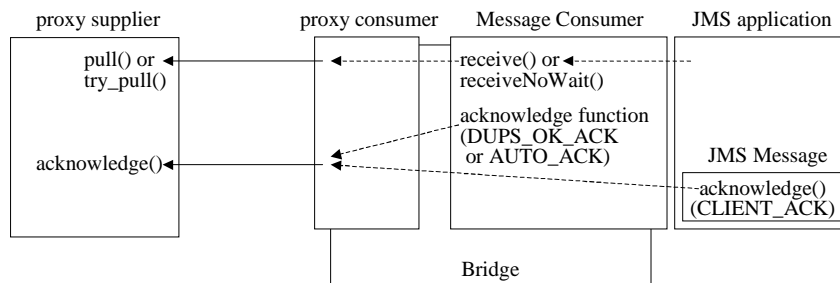 proxy supplier
proxy consumer
Message Consumer
JMS application
pull() or
try_pull()
receive() or
receiveNoWait()
acknowledge function
(DUPS_OK_ACK
or AUTO_ACK)
acknowledge()
JMS Message
acknowledge()
(CLIENT_ACK)
Bridge